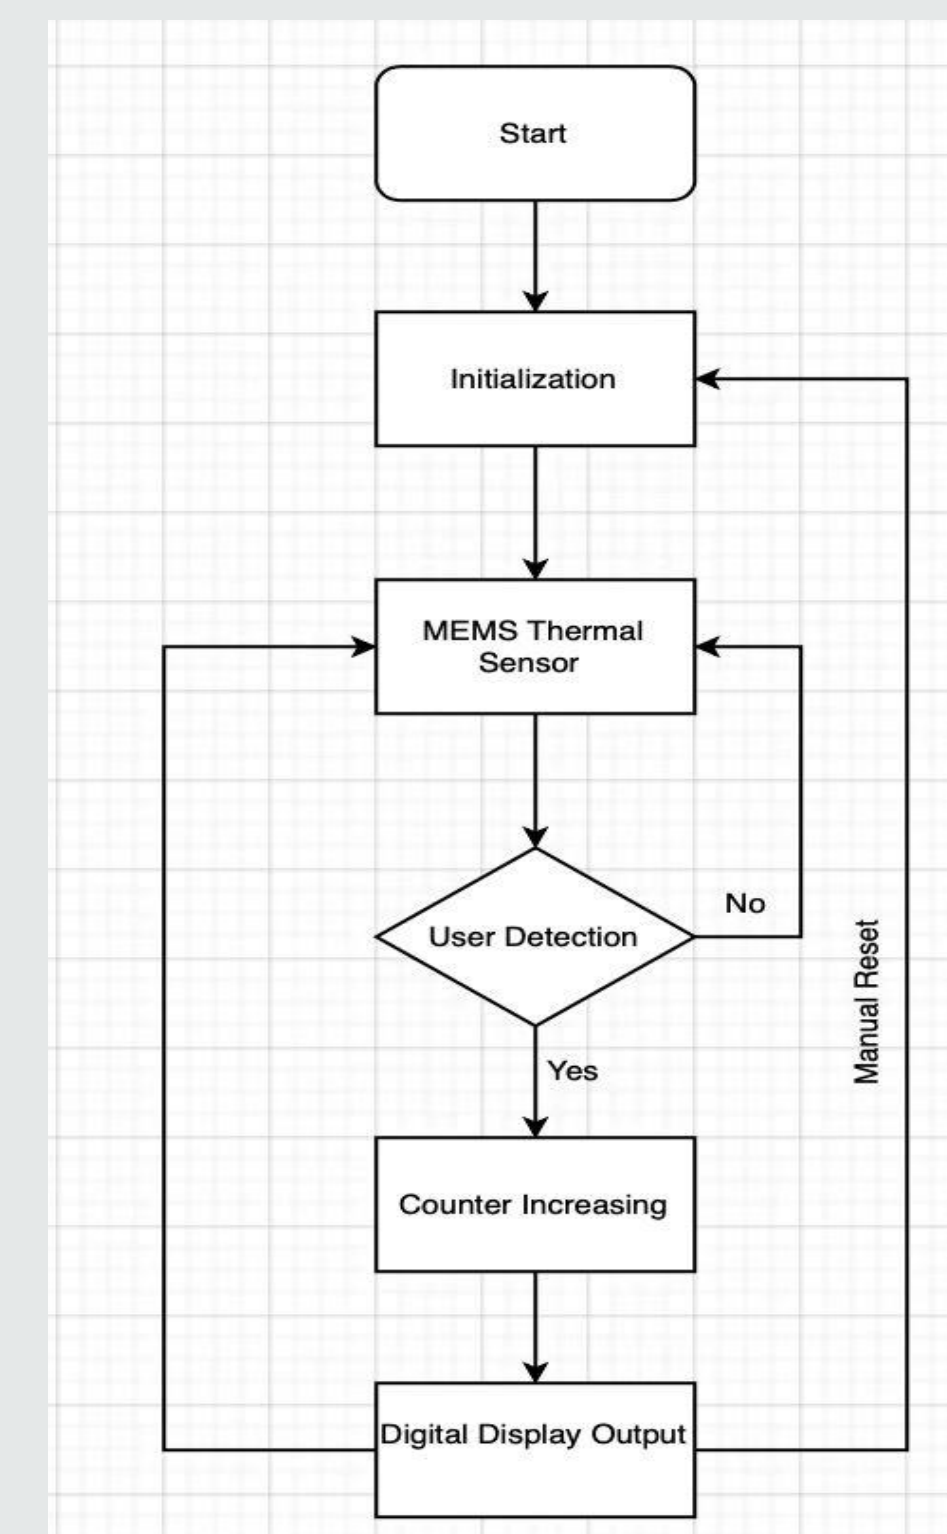 Start
Initialization
MEMS Thermal
Sensor
User Detection
No
Yes
Manual Reset
Counter Increasing
Digital Display Output